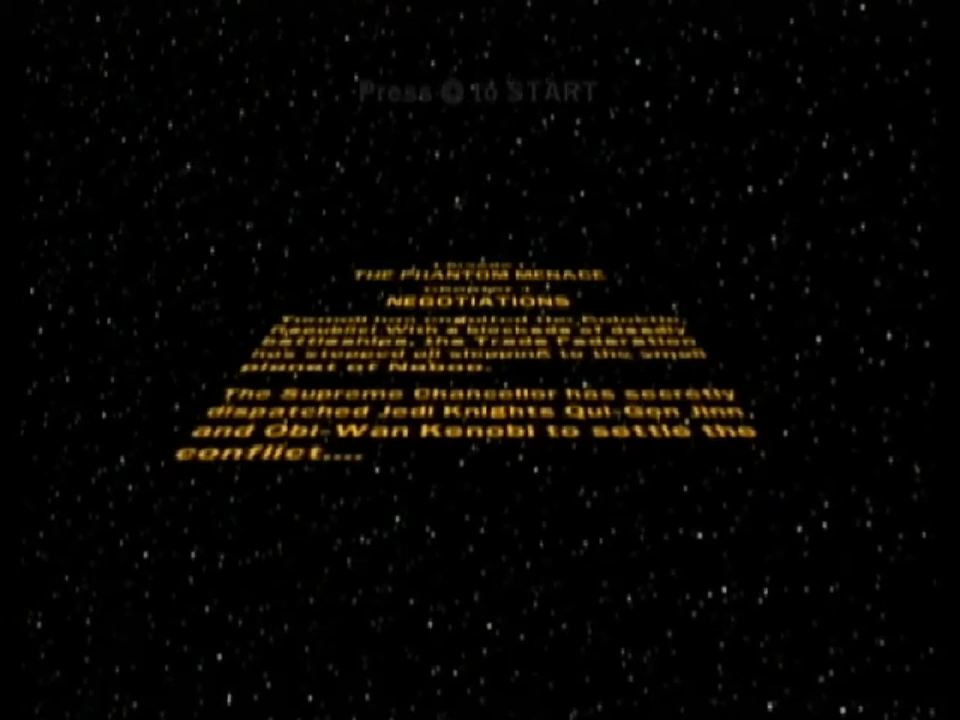 Press to START
THE PHANTOM MENACE
NEGOTIATIONS
Republic! With a blockade of deadly
battleships, the Trade Federation
has stopped all shipping to the small
planet of Naboo.
The Supreme Chancellor has secretly
dispatched Jedi Knights Qui-Gon Jinn
and Obi-Wan Kenobi to settle the
conflict....